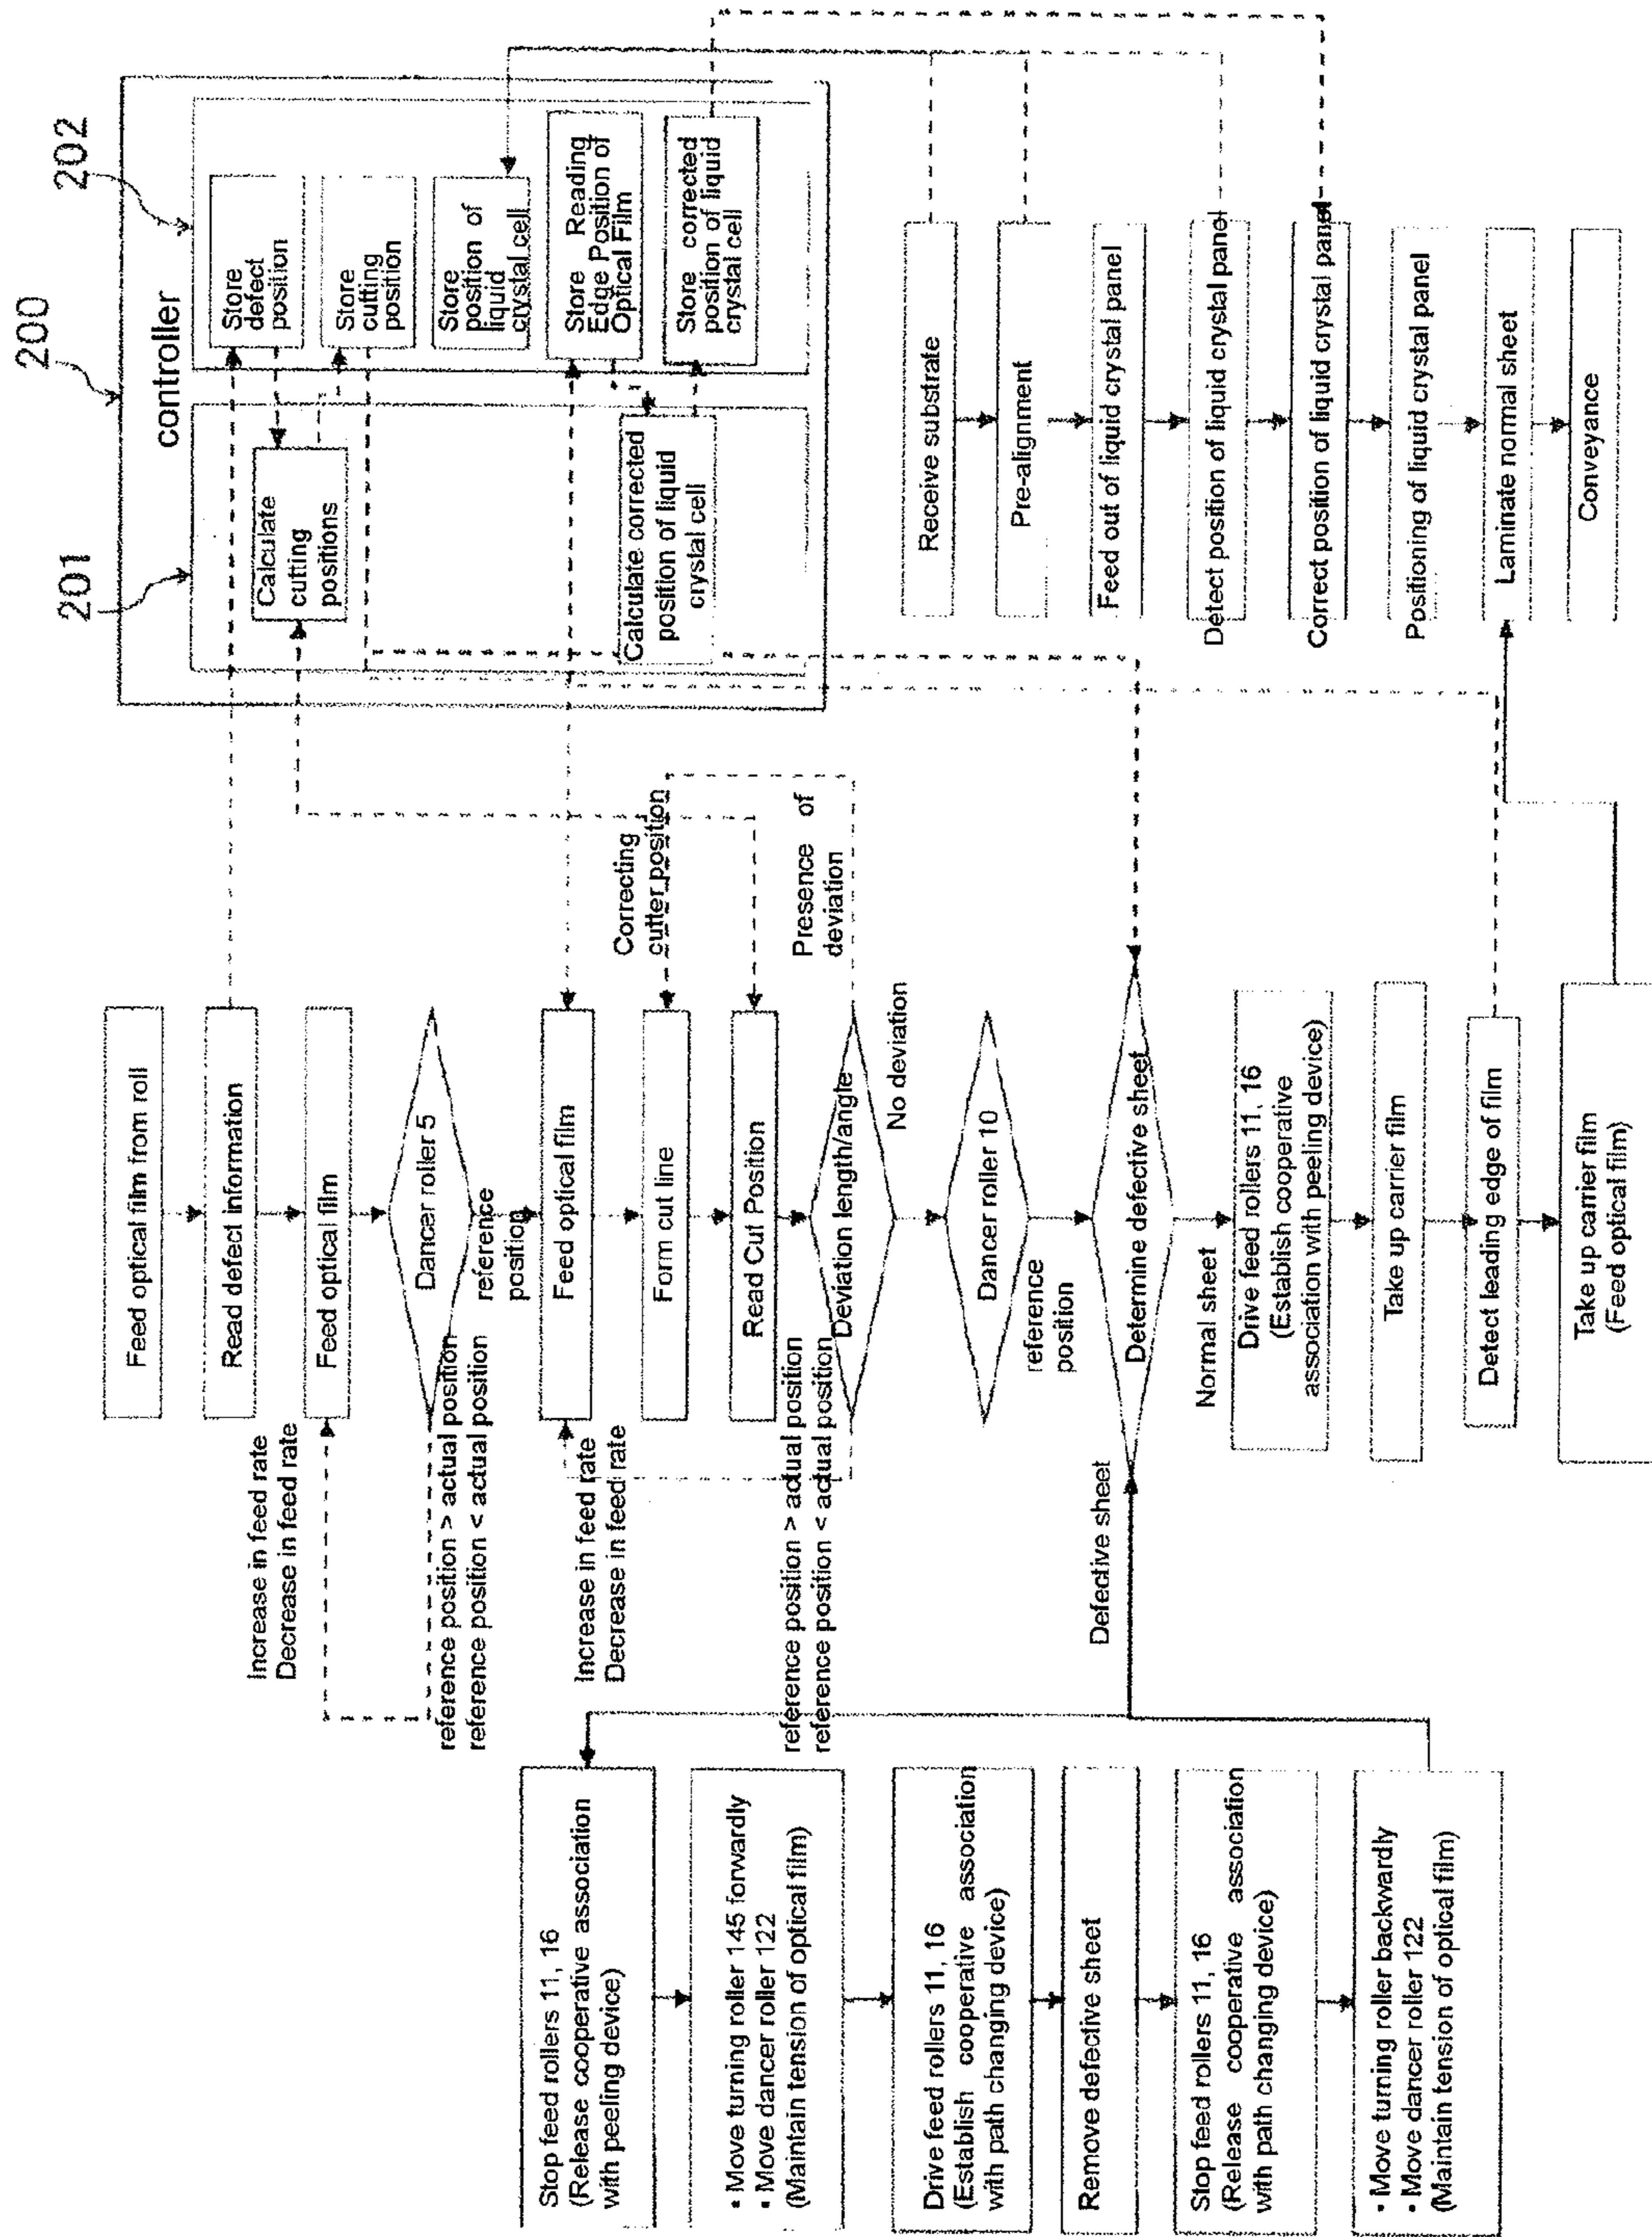 Stop feed rollers 11, 16
(Release cooperative association
with peeling device)
• Move turning roller 145 forwardly
• Move dancer roller 122
(Maintain tension of optical film)
Drive feed rollers 11, 16
(Establish cooperative association
with path changing device)
Remove defective sheet
Stop feed rollers 11, 16
(Release cooperative association
with path changing device)
• Move turning roller backwardly
• Move dancer roller 122
(Maintain tension of optical film)
Feed optical film from roll
Read defect information
Increase in feed rate
Decrease in feed rate
Feed optical film
Dancer roller 5
reference position > actual position
reference position < actual position
reference
position
Increase in feed rate
Decrease in feed rate
Feed optical film
Correcting
cutter position
Form cut line
Read Cut Position
Presence of
deviation
reference position > actual position
reference position < actual position
Deviation length/angle
No deviation
Dancer roller 10
reference
position
Defective sheet
Determine defective sheet
Normal sheet
Drive feed rollers 11, 16
(Establish cooperative
association with peeling device)
Take up carrier film
Detect leading edge of film
Take up carrier film
(Feed optical film)
200
201
202
controller
Calculate
cutting
positions
Calculate corrected
position of liquid
crystal cell
Store
defect
position
Store
cutting
position
Store
position of
liquid
crystal cell
Store Reading
Edge Position of
Optical Film
Store corrected
position of liquid
crystal cell
Receive substrate
Pre-alignment
Feed out of liquid crystal panel
Detect position of liquid crystal panel
Correct position of liquid crystal panel
Positioning of liquid crystal panel
Laminate normal sheet
Conveyance